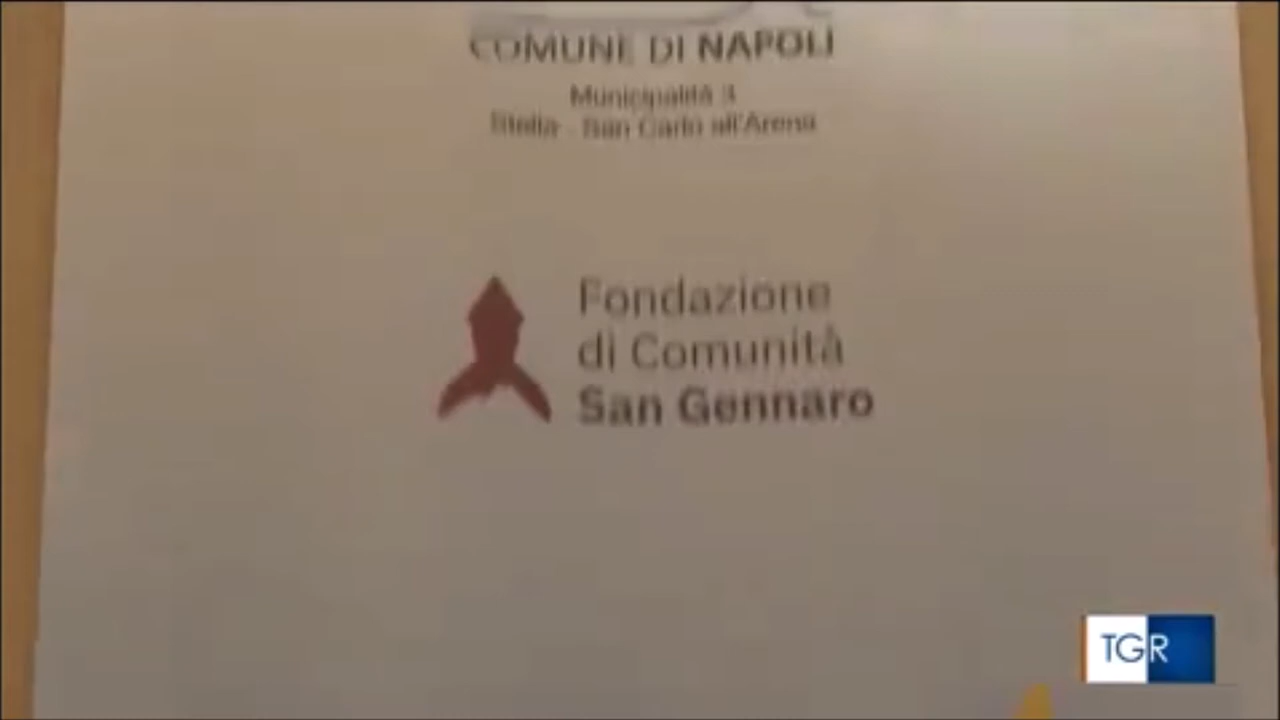 COMUNE DI NAPOLI
Municipalità 3
Stella - San Carlo all'Arena
Fondazione
di Comunità
San Gennaro
TGR